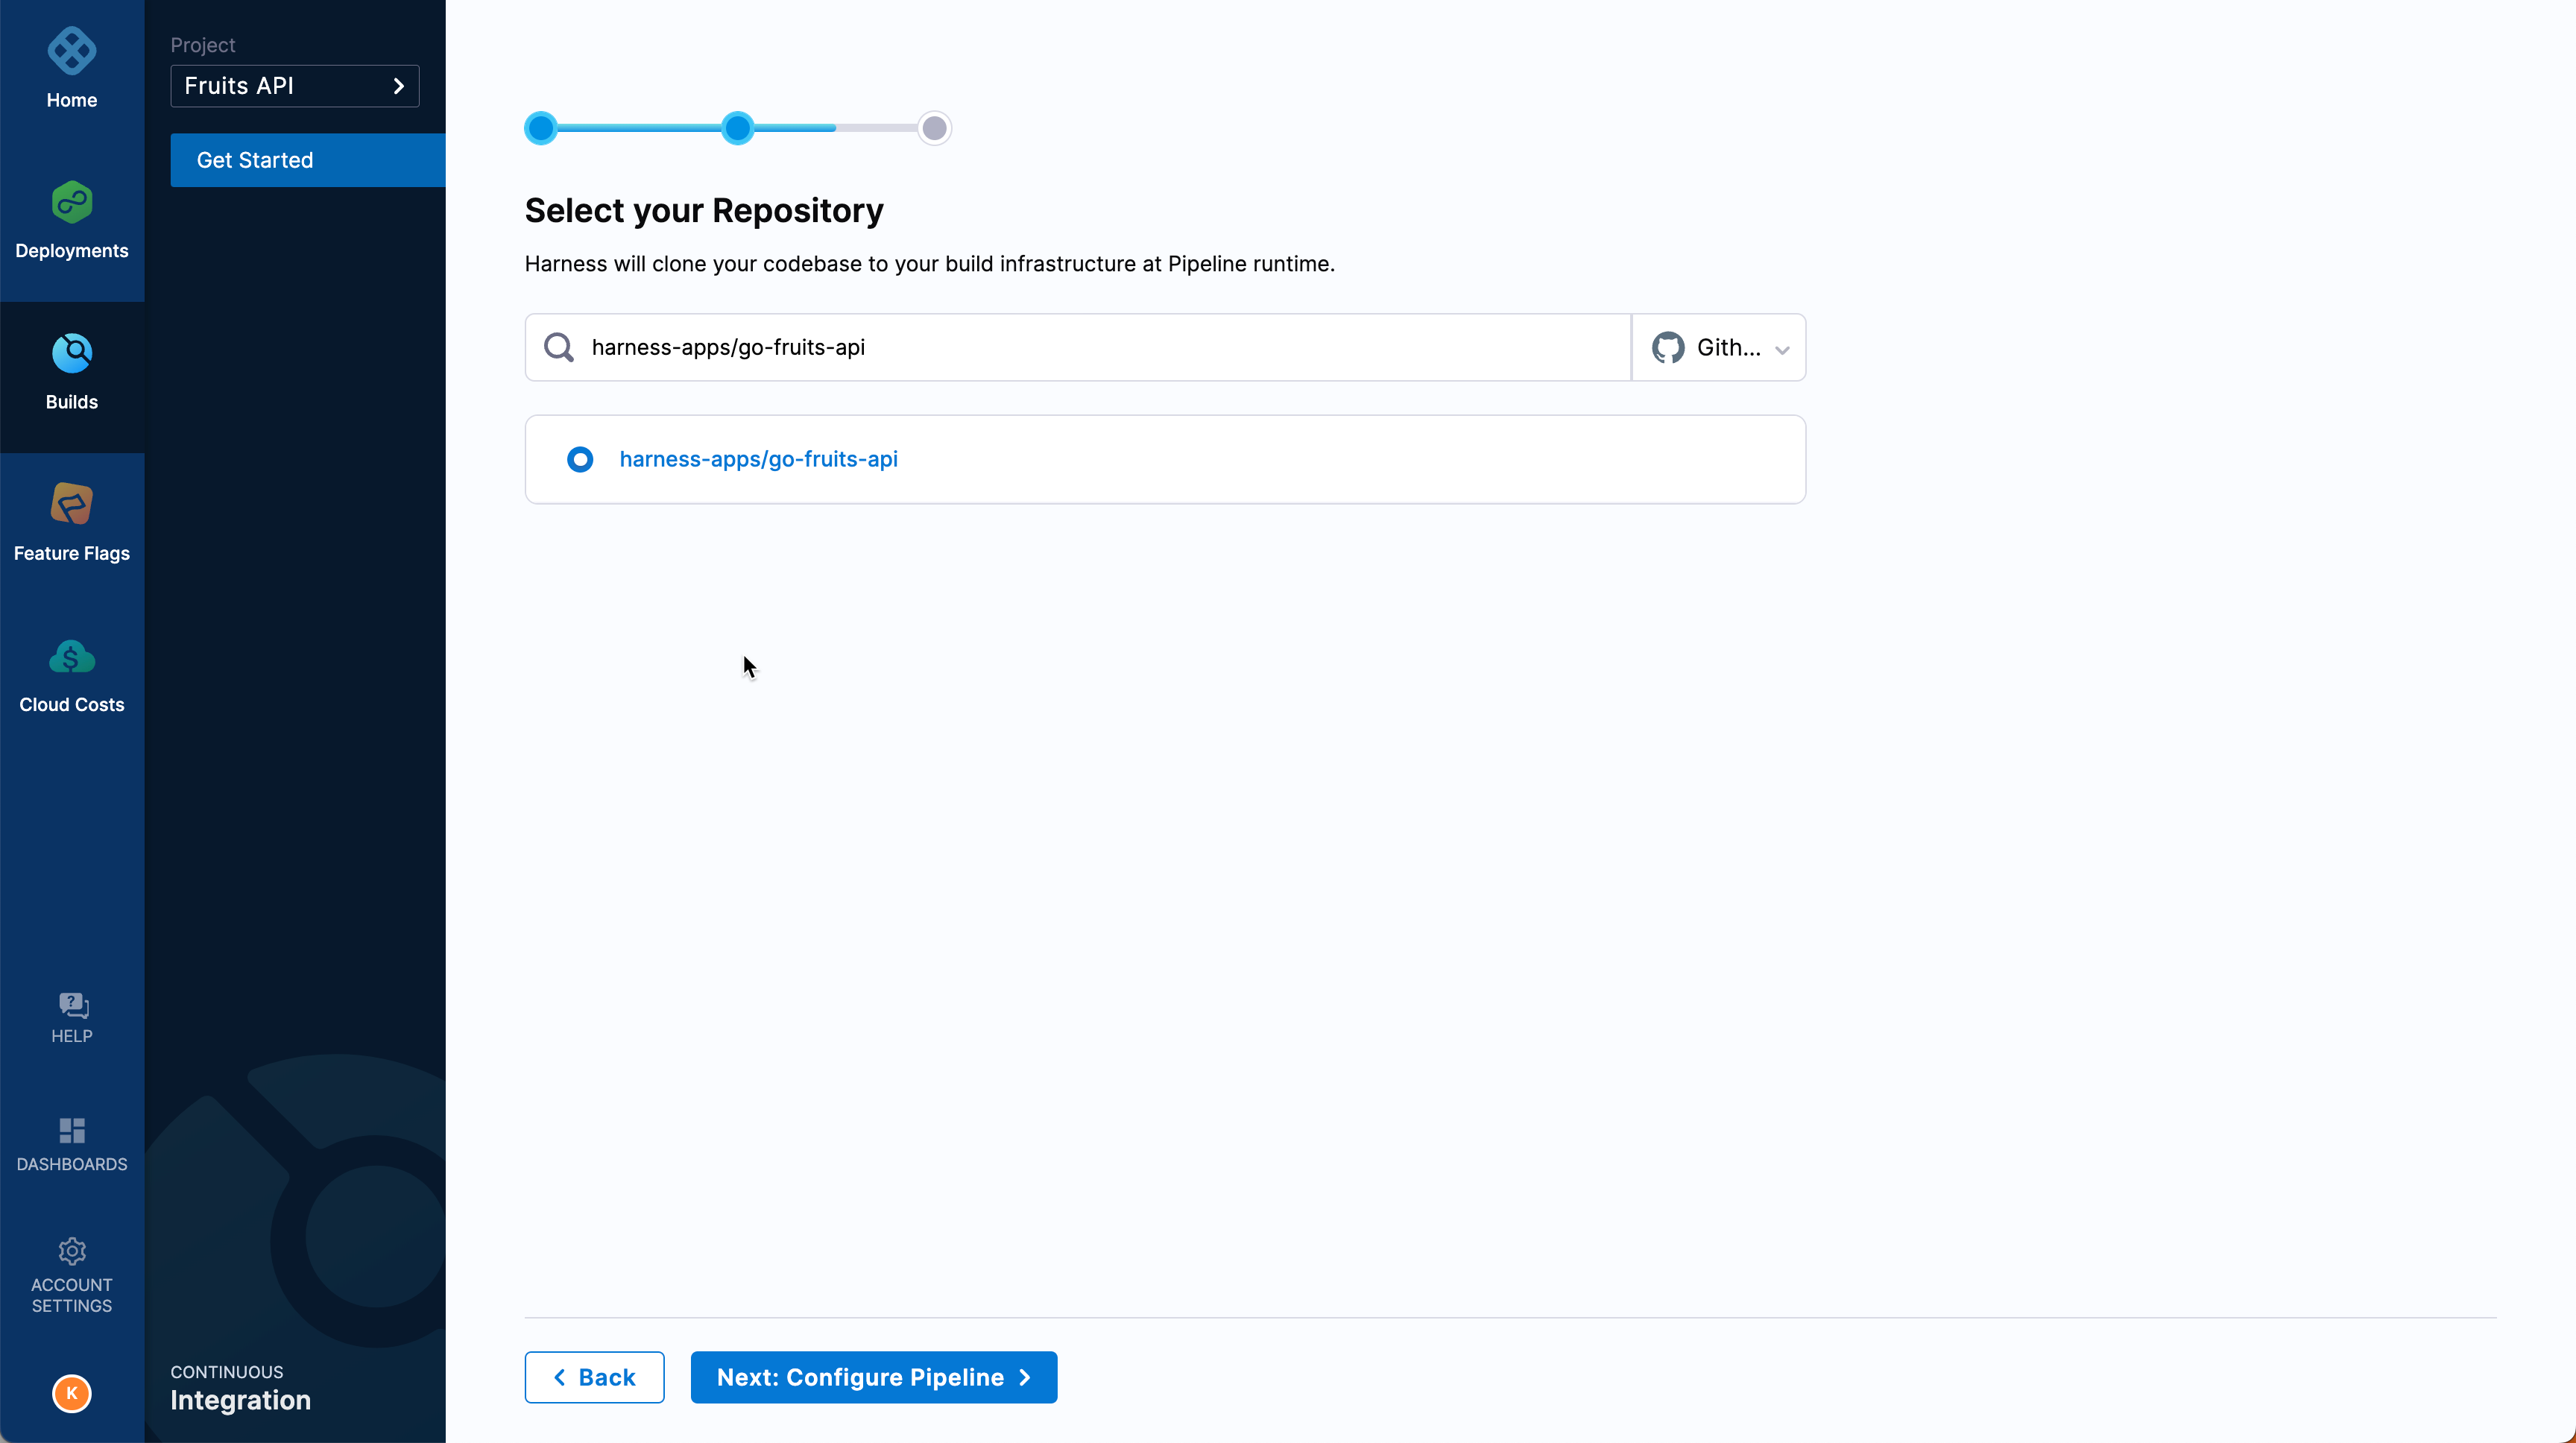 Home
Deployments
Builds
Feature Flags
Cloud Costs
HELP
DASHBOARDS
ACCOUNT
SETTINGS
K
Project
Fruits API
Get Started
CONTINUOUS
Integration
Select your Repository
Harness will clone your codebase to your build infrastructure at Pipeline runtime.
harness-apps/go-fruits-api
Gith...
harness-apps/go-fruits-api
Back
Next: Configure Pipeline